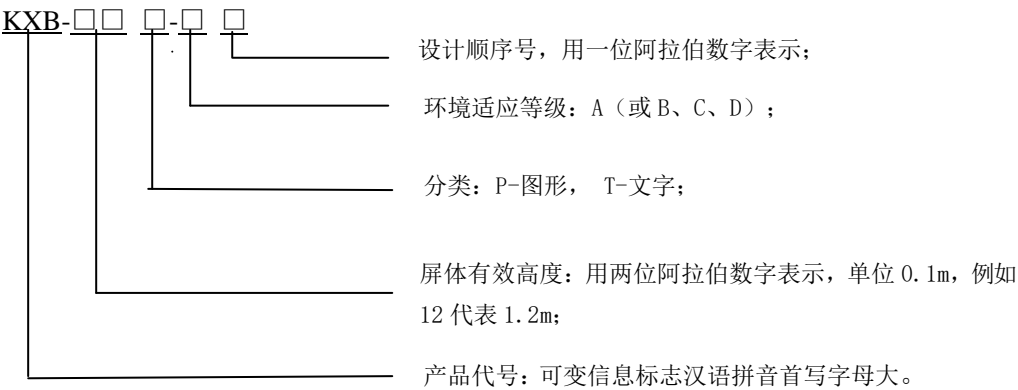 KXB-□□ □-□ □
设计顺序号，用一位阿拉伯数字表示；
环境适应等级：A（或B、C、D）；
分类：P-图形， T-文字；
屏体有效高度：用两位阿拉伯数字表示，单位 0.1m，例如
12 代表 1.2m；
产品代号：可变信息标志汉语拼音首写字母大。